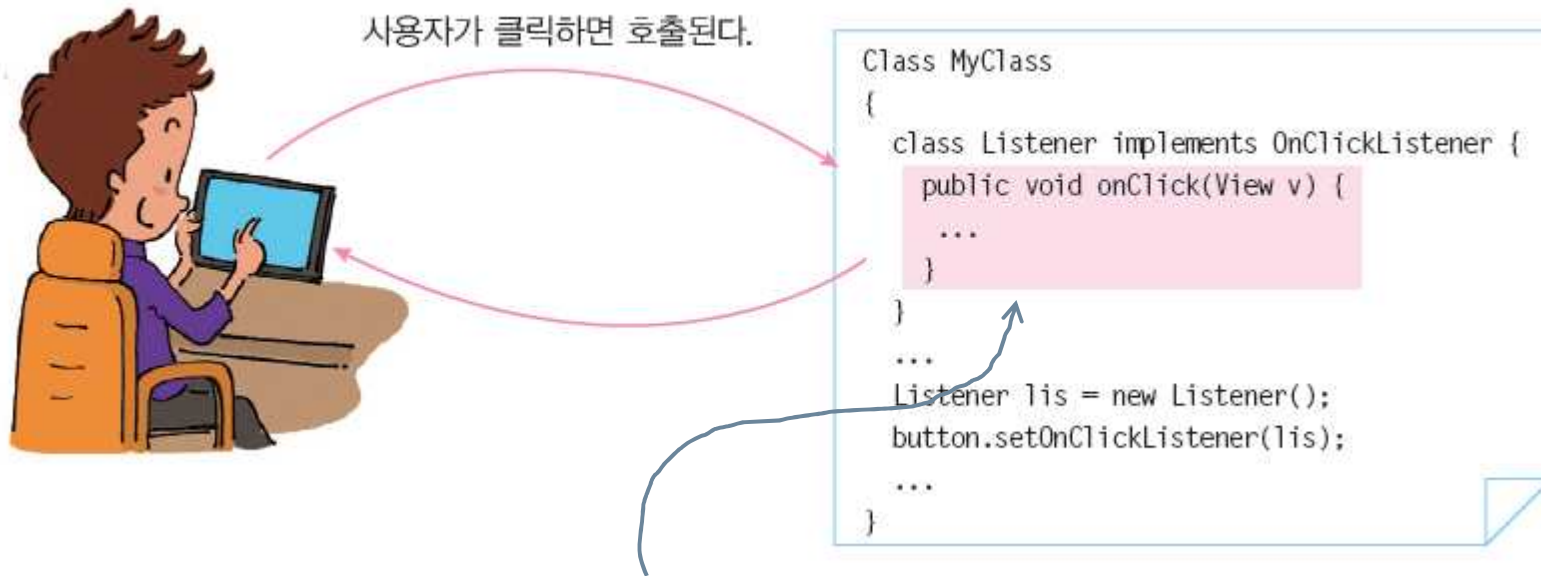 사용자가 클릭하면 호출된다.
Class MyClass
{
class Listener implements OnClickListener {
public void onClick(View v) {
...
}
}
...
Listener lis = new Listener();
button.setOnClickListener(lis);
...
}